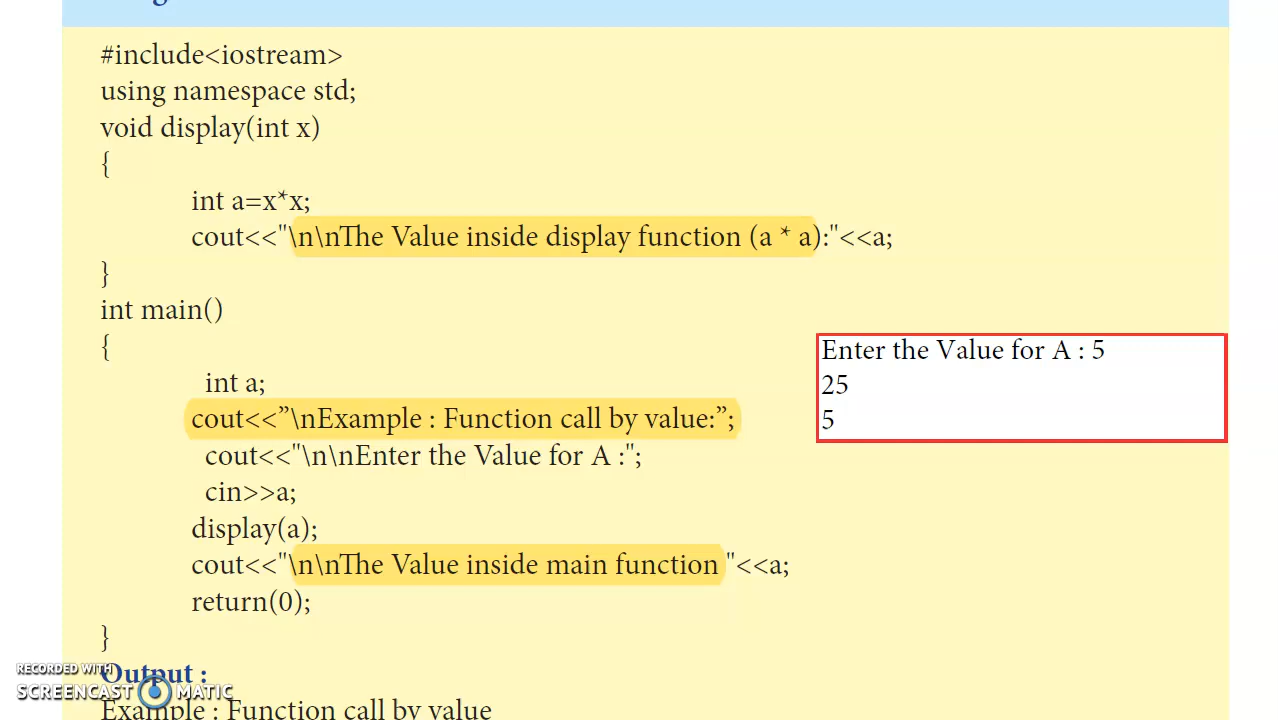 #include<iostream>
using namespace std;
void display(int x)
{
int a=x*x;
cout<<"\n\nThe Value inside display function (a * a):"<<a;
}
int main()
{
int a;
cout<<”\nExample : Function call by value:”;
cout<<"\n\nEnter the Value for A :";
cin>>a;
display(a);
cout<<"\n\nThe Value inside main function "<<a;
return(0);
}
Output :
Example : Function call by value
Enter the Value for A : 5
25
5
RECORDED WITH
SCREENCAST MATIC